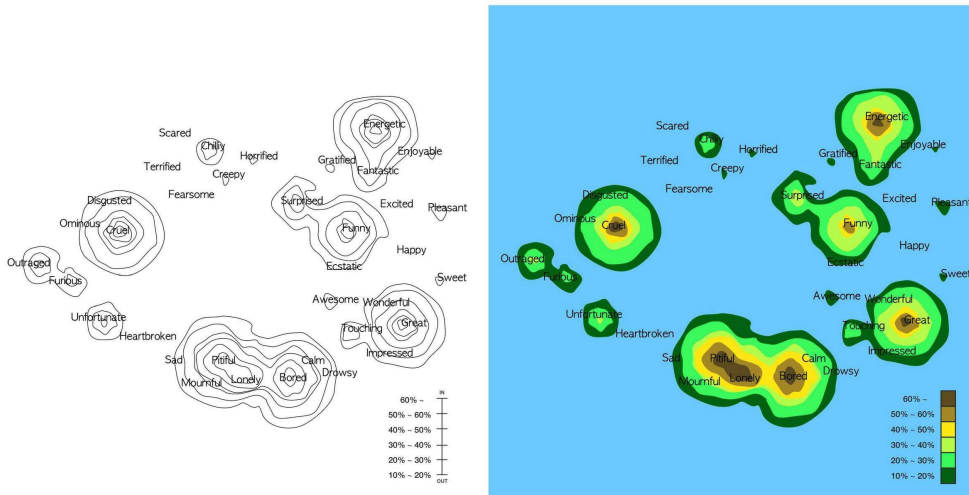 Energetic
Scared
Chilly
Horrified
Gratified
Enjoyable
Terrified
Fantastic
Creepy
Fearsome
Disgusted
Surprised
Excited
Pleasant
Ominous
Cruel
Funny
Happy
Outraged
Ecstatic
Furious
Sweet
Awesome
Wonderful
Unfortunate
Great
Heartbroken
Touching
Impressed
Sad
Pitiful
Calm
Mournful
Lonely
Bored
Drowsy
60% ~
IN
50% ~ 60%
40% ~ 50%
30% ~ 40%
20% ~ 30%
10% ~ 20%
OUT
Energetic
Scared
Chilly
Horrified
Gratified
Enjoyable
Terrified
Fantastic
Creepy
Fearsome
Disgusted
Surprised
Excited
Pleasant
Ominous
Cruel
Funny
Happy
Outraged
Ecstatic
Furious
Sweet
Awesome
Wonderful
Unfortunate
Great
Heartbroken
Touching
Impressed
Sad
Pitiful
Calm
Mournful
Lonely
Bored
Drowsy
60% ~
50% ~ 60%
40% ~ 50%
30% ~ 40%
20% ~ 30%
10% ~ 20%